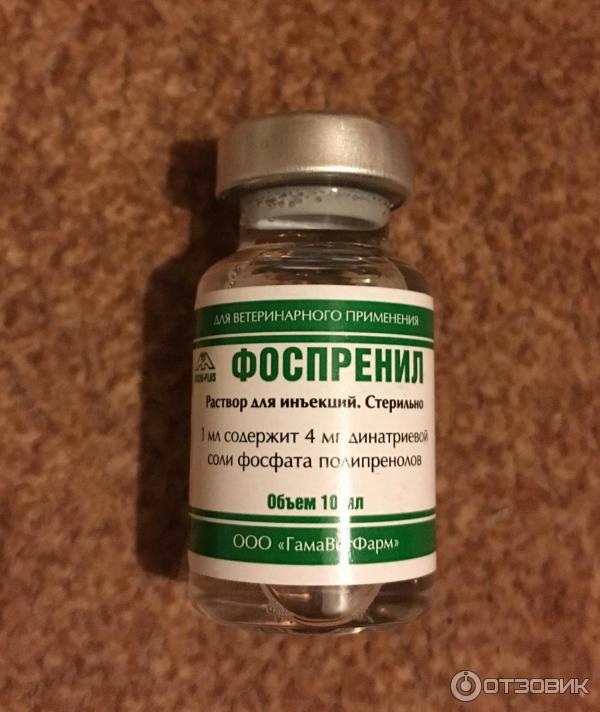 ДЛЯ ВЕТЕРИНАРНОГО ПРИМЕНЕНИЯ
ФОСПРЕНИЛ
Раствор для инъекций. Стерильно
1 мл содержит 4 мг динатриевой
соли фосфата полипренолов
Объем 10 мл
ООО «ГамаВетФарм»
ОТЗОВИК